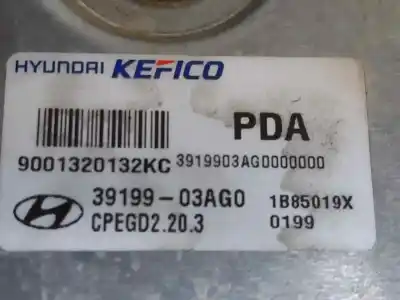 HYUNDAI KEFICO
PDA
9001320132KC 3919903AG0000000
39199-03AG0 1B85019X
CPEGD2.20.3 0199